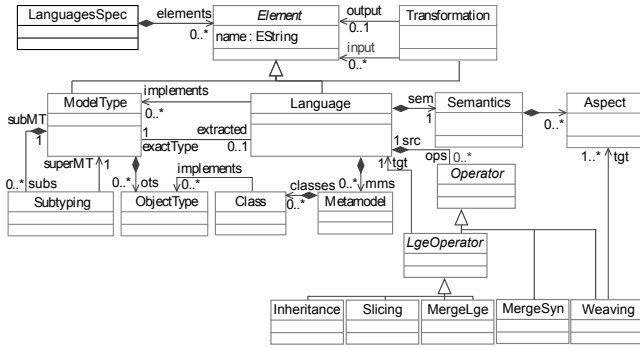 LanguagesSpec
elements
0..*
Element
name : EString
output
0..1
input
0..*
Transformation
ModelType
implements
0..*
Language
sem
1
Semantics
0..*
Aspect
subMT
1
1
exactType
extracted
0..1
1
src
ops
0..*
1
tgt
1..*
tgt
superMT
1
0..*
subs
0..*
ots
implements
0..*
classes
0..*
0..*
mms
Operator
Subtyping
ObjectType
Class
Metamodel
LgeOperator
Inheritance
Slicing
MergeLge
MergeSyn
Weaving